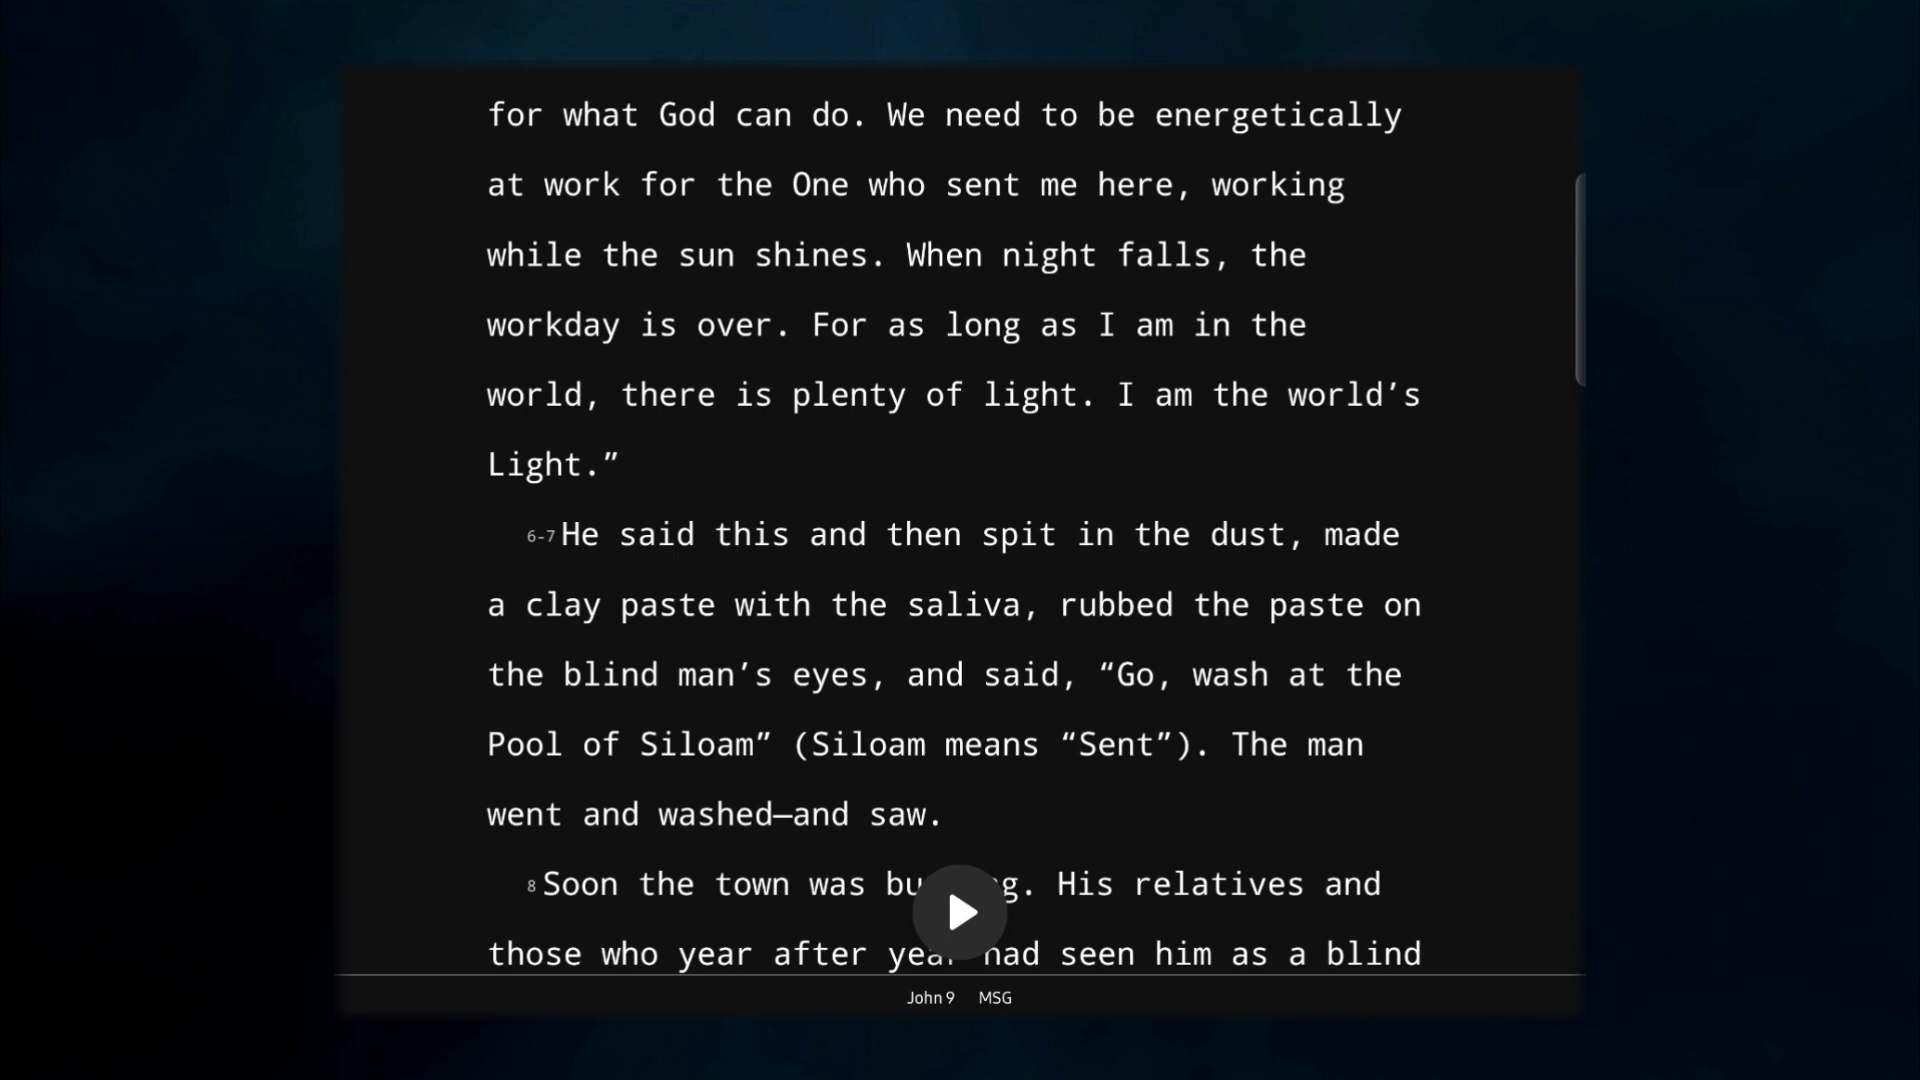 for what God can do. We need to be energetically
at work for the One who sent me here, working
while the sun shines. When night falls, the
workday is over. For as long as I am in the
world, there is plenty of light. I am the world’s
Light.”
6-7 He said this and then spit in the dust, made
a clay paste with the saliva, rubbed the paste on
the blind man’s eyes, and said, “Go, wash at the
Pool of Siloam” (Siloam means “Sent”). The man
went and washed—and saw.
8 Soon the town was His relatives and
those who year after year had seen him as a blind
John 9 MSG